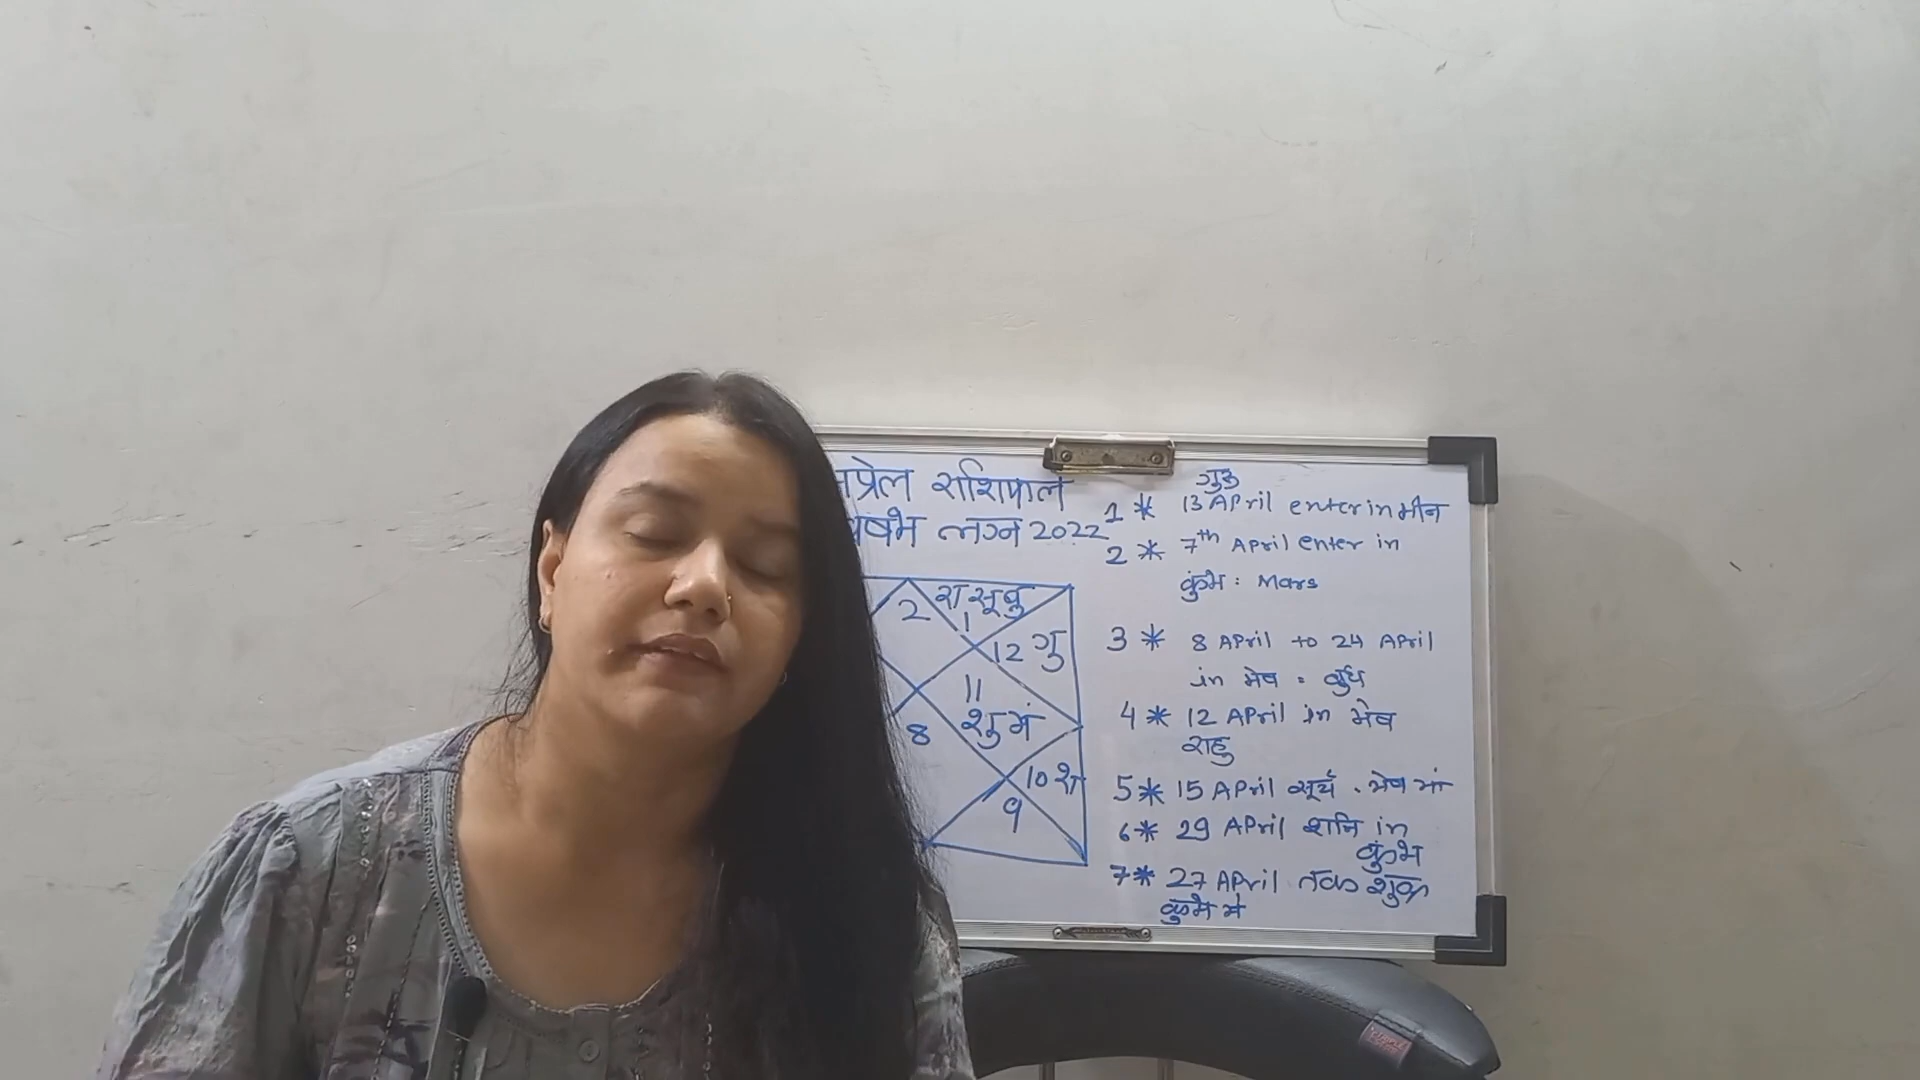 अप्रेल राशिफल
वृषभ लग्न 2022
2
रा सू बु
1
12 गु
11
शु मं
8
10 श
9
गुरु
1 * 13 April enter in मीन
2 * 7th April enter in
कुंभ : Mars
3 * 8 April to 24 April
in मेष = बुध
4 * 12 April in मेष
राहु
5 * 15 April सूर्य . मेष मां
6 * 29 April शनि in
कुंभ
7 * 27 April तक शुक्र
कुंभ मे